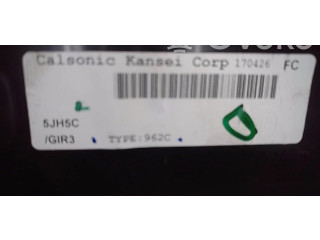 Calsonic Kansei Corp 170426 FC
5JH5C
/GIR3 TYPE:962C